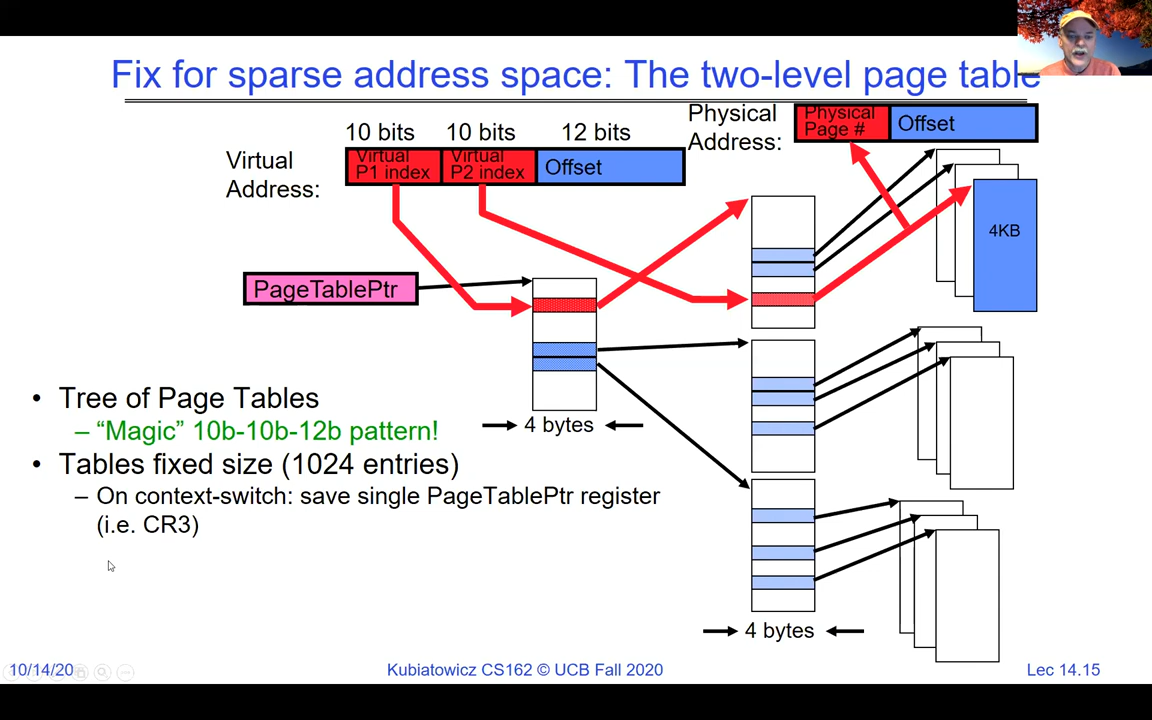 Fix for sparse address space: The two-level page table
Physical
Address:
Physical
Page #
Offset
10 bits
10 bits
12 bits
Virtual
Address:
Virtual
P1 index
Virtual
P2 index
Offset
4KB
PageTablePtr
• Tree of Page Tables
– “Magic” 10b-10b-12b pattern!
• Tables fixed size (1024 entries)
– On context-switch: save single PageTablePtr register
(i.e. CR3)
4 bytes
4 bytes
10/14/20
Kubiatowicz CS162 © UCB Fall 2020
Lec 14.15